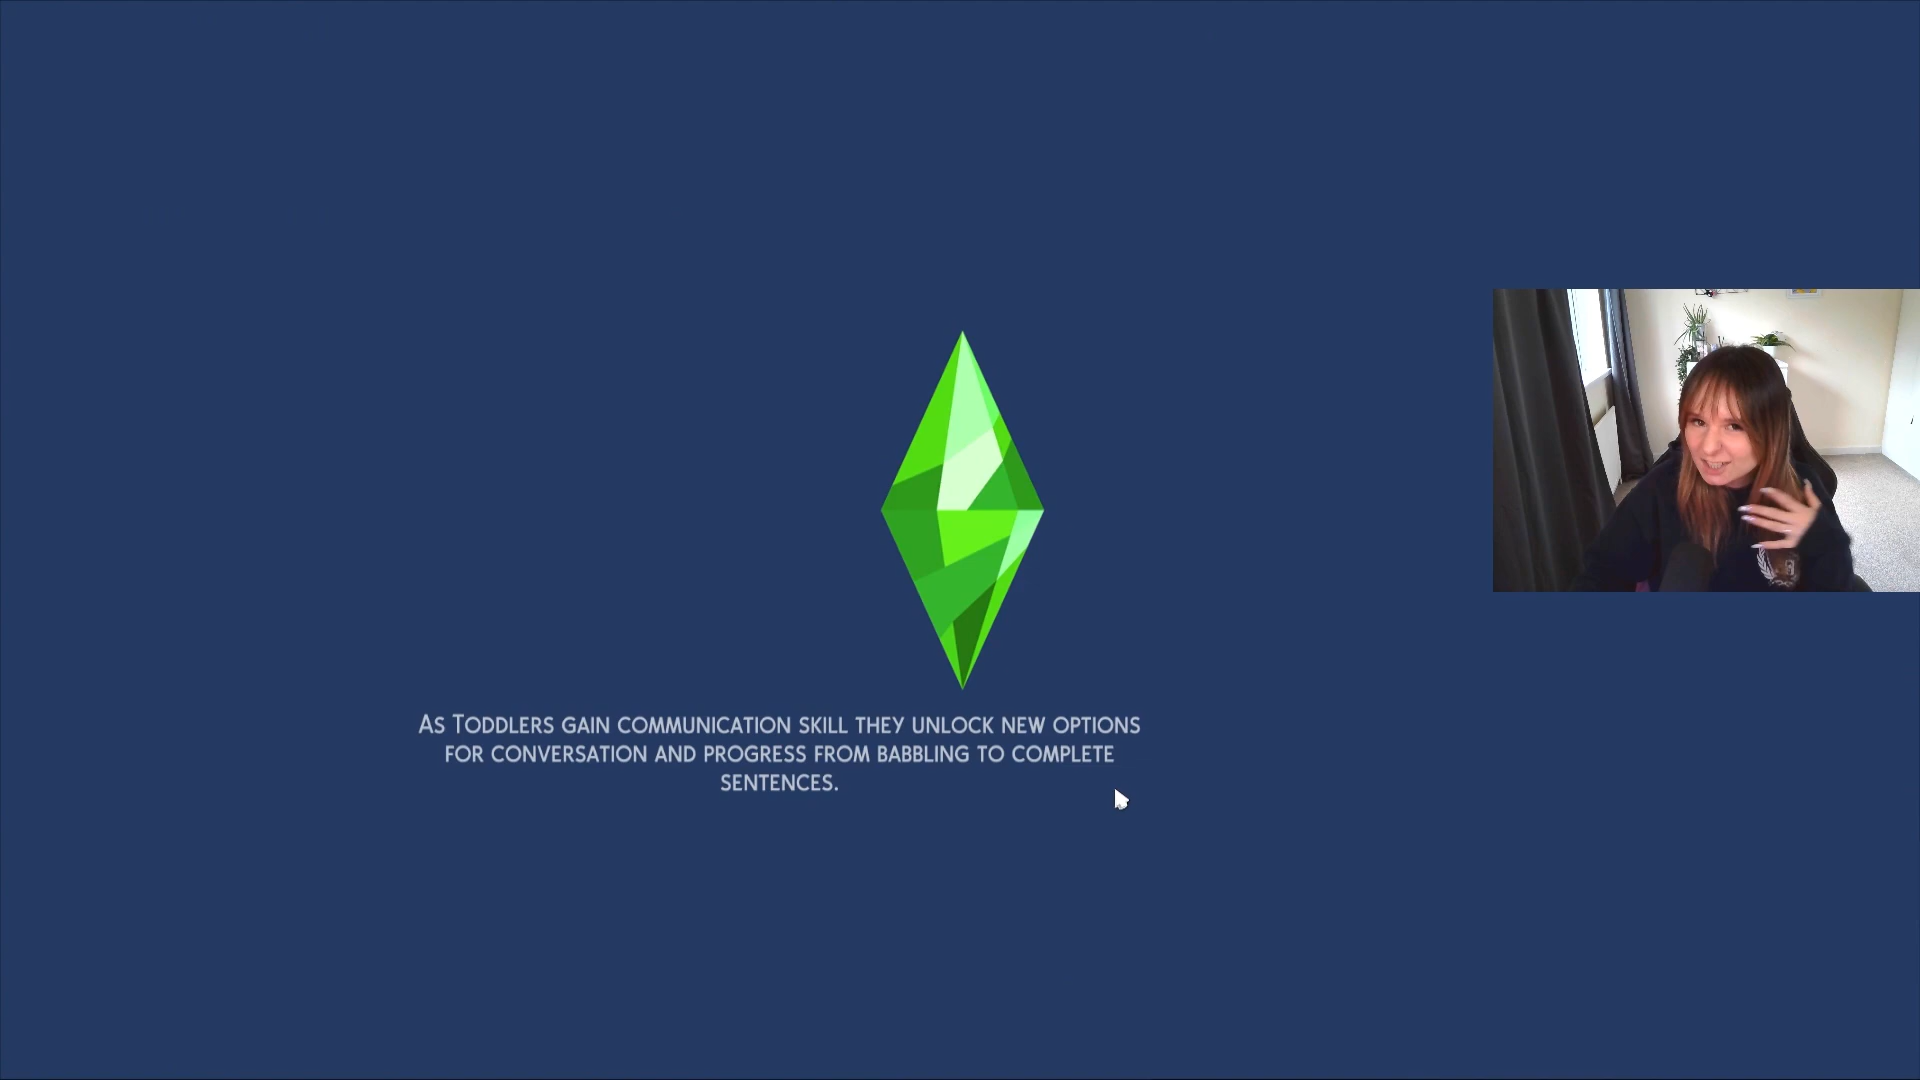 As Toddlers gain communication skill they unlock new options
for conversation and progress from babbling to complete
sentences.